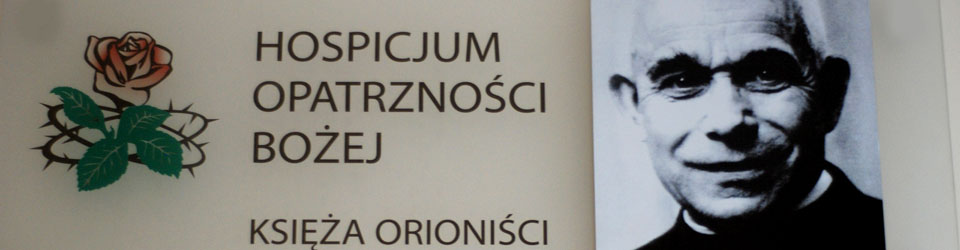 HOSPICJUM
OPATRZNOŚCI
BOŻEJ
KSIĘŻA ORIONIŚCI